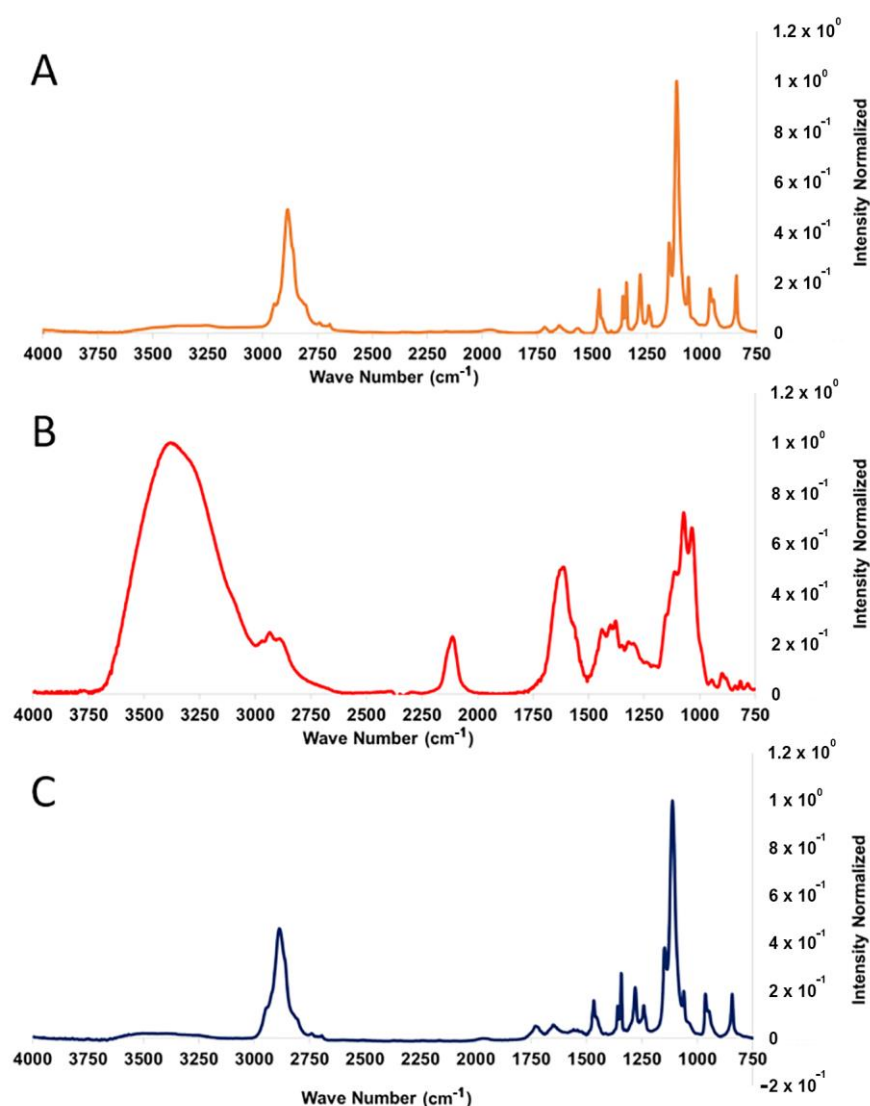 A
1.2 x 10⁰
1 x 10⁰
8 x 10⁻¹
6 x 10⁻¹
4 x 10⁻¹
2 x 10⁻¹
0
Intensity Normalized
4000 3750 3500 3250 3000 2750 2500 2250 2000 1750 1500 1250 1000 750
Wave Number (cm⁻¹)
B
1.2 x 10⁰
1 x 10⁰
8 x 10⁻¹
6 x 10⁻¹
4 x 10⁻¹
2 x 10⁻¹
0
Intensity Normalized
4000 3750 3500 3250 3000 2750 2500 2250 2000 1750 1500 1250 1000 750
Wave Number (cm⁻¹)
C
1.2 x 10⁰
1 x 10⁰
8 x 10⁻¹
6 x 10⁻¹
4 x 10⁻¹
2 x 10⁻¹
0
-2 x 10⁻¹
Intensity Normalized
4000 3750 3500 3250 3000 2750 2500 2250 2000 1750 1500 1250 1000 750
Wave Number (cm⁻¹)